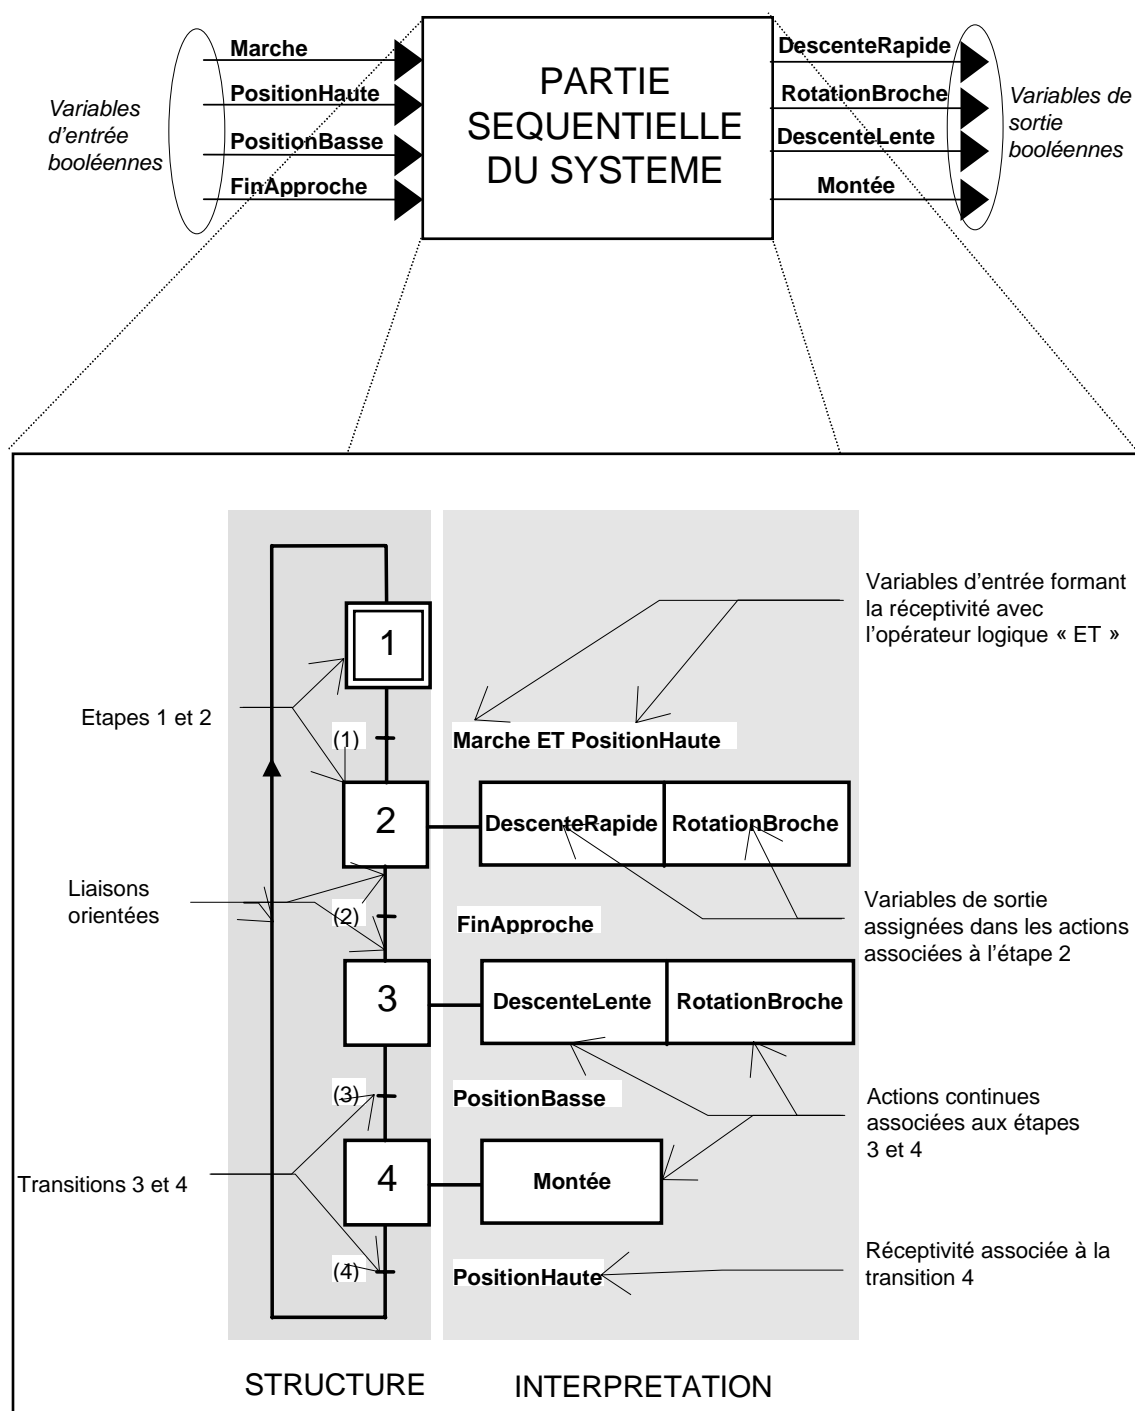 Marche
PositionHaute
PositionBasse
FinApproche
Variables
d'entrée
booléennes
PARTIE
SEQUENTIELLE
DU SYSTEME
DescenteRapide
RotationBroche
DescenteLente
Montée
Variables de
sortie
booléennes
1
Variables d'entrée formant
la réceptivité avec
l'opérateur logique « ET »
Etapes 1 et 2
(1)
Marche ET PositionHaute
2
DescenteRapide
RotationBroche
Liaisons
orientées
(2)
FinApproche
Variables de sortie
assignées dans les actions
associées à l'étape 2
3
DescenteLente
RotationBroche
(3)
PositionBasse
Actions continues
associées aux étapes
3 et 4
Transitions 3 et 4
4
Montée
(4)
PositionHaute
Réceptivité associée à la
transition 4
STRUCTURE
INTERPRETATION